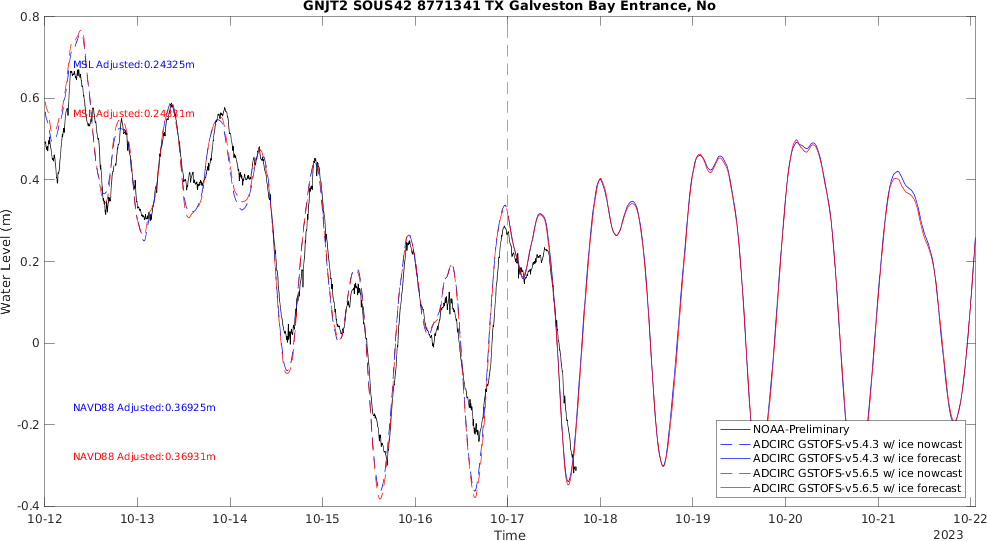 GNJT2 SOUS42 8771341 TX Galveston Bay Entrance, No
0.8
MSL Adjusted:0.24325m
0.6
MSL Adjusted:0.24331m
0.4
Water Level (m)
0.2
0
NAVD88 Adjusted:0.36925m
-0.2
NOAA-Preliminary
ADCIRC GSTOFS-v5.4.3 w/ ice nowcast
NAVD88 Adjusted:0.36931m
ADCIRC GSTOFS-v5.4.3 w/ ice forecast
ADCIRC GSTOFS-v5.6.5 w/ ice nowcast
ADCIRC GSTOFS-v5.6.5 w/ ice forecast
-0.4
10-12 10-13 10-14 10-15 10-16 10-17 10-18 10-19 10-20 10-21 10-22
Time
2023